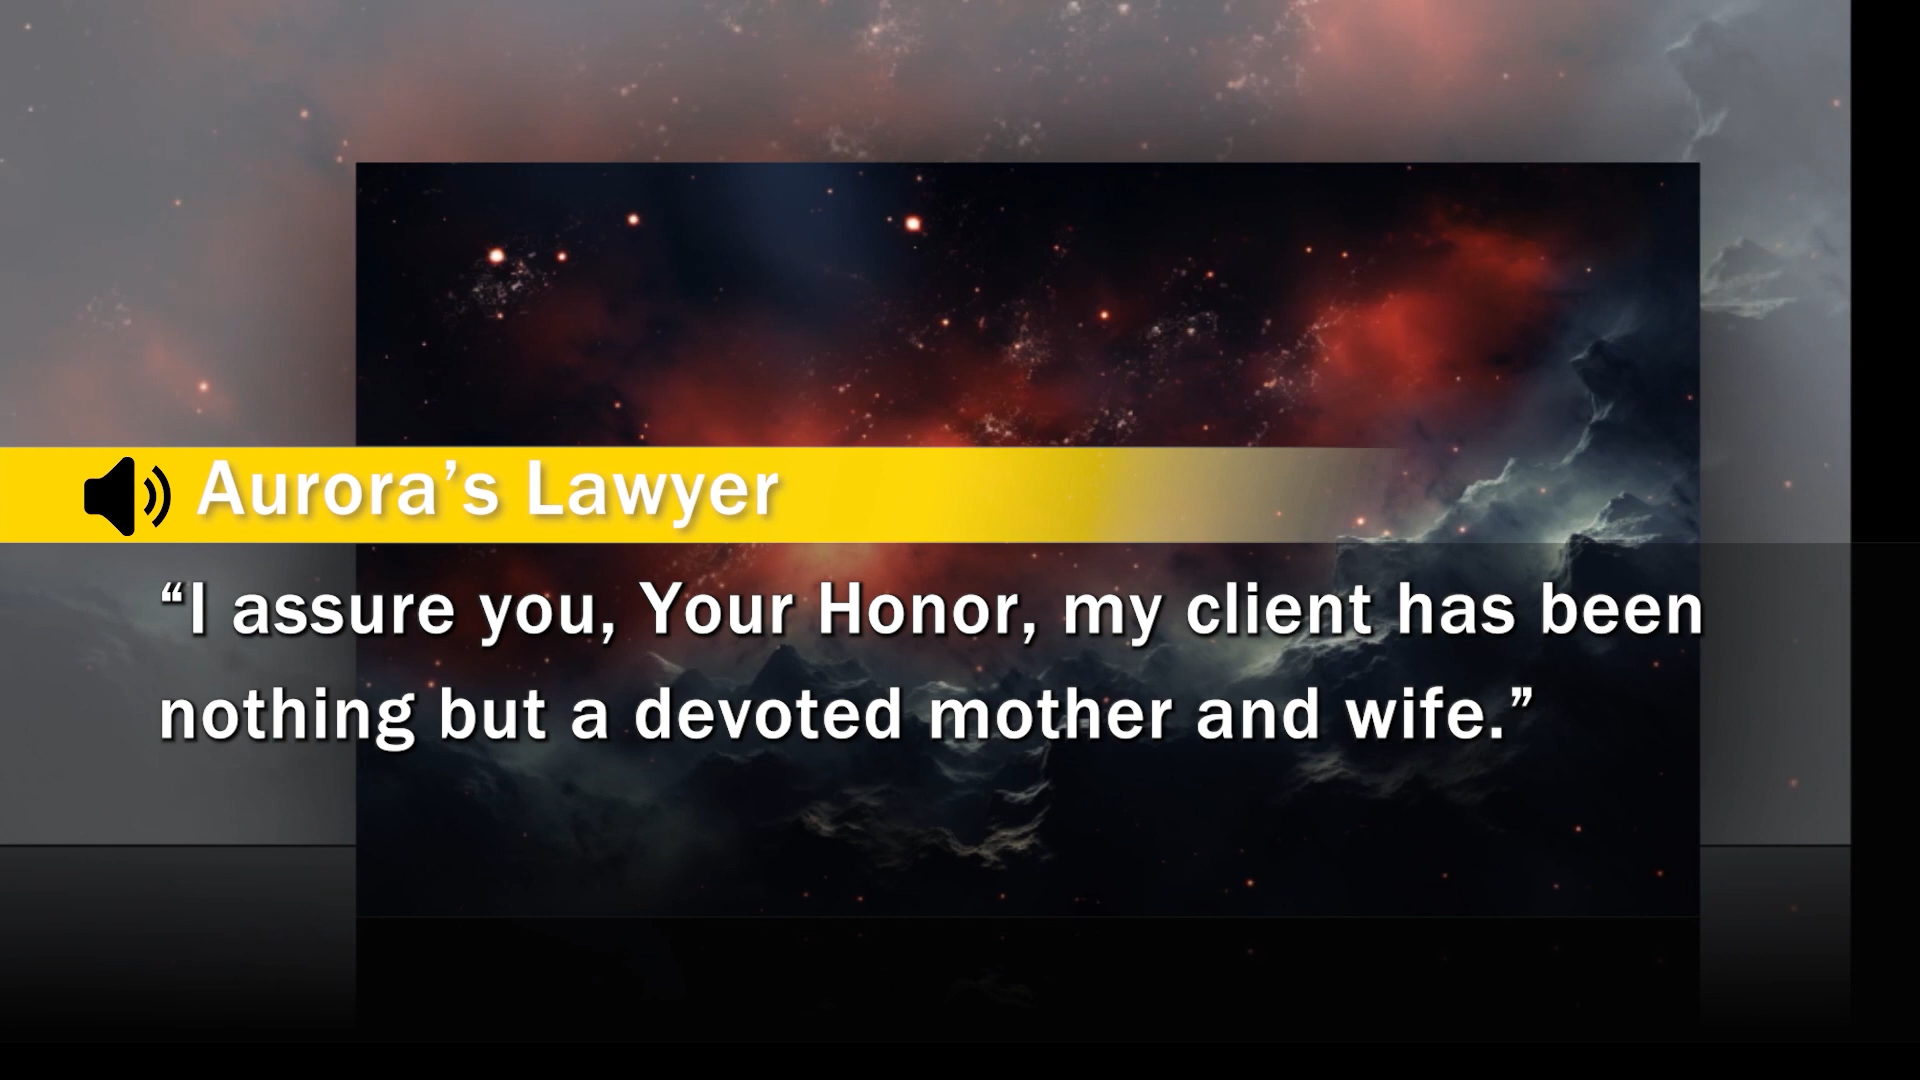 Aurora’s Lawyer
“I assure you, Your Honor, my client has been
nothing but a devoted mother and wife.”